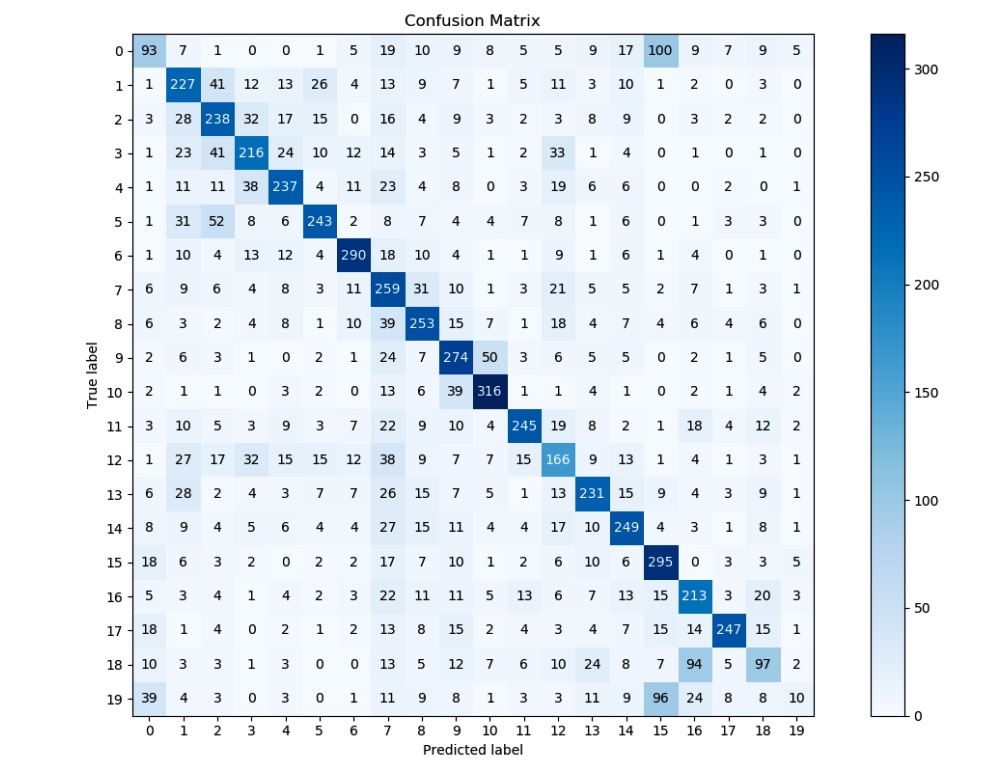 Confusion Matrix
0 93 7 1 0 0 1 5 19 10 9 8 5 5 9 17 100 9 7 9 5
1 1 227 41 12 13 26 4 13 9 7 1 5 11 3 10 1 2 0 3 0
2 3 28 238 32 17 15 0 16 4 9 3 2 3 8 9 0 3 2 2 0
3 1 23 41 216 24 10 12 14 3 5 1 2 33 1 4 0 1 0 1 0
4 1 11 11 38 237 4 11 23 4 8 0 3 19 6 6 0 0 2 0 1
5 1 31 52 8 6 243 2 8 7 4 4 7 8 1 6 0 1 3 3 0
6 1 10 4 13 12 4 290 18 10 4 1 1 9 1 6 1 4 0 1 0
7 6 9 6 4 8 3 11 259 31 10 1 3 21 5 5 2 7 1 3 1
8 6 3 2 4 8 1 10 39 253 15 7 1 18 4 7 4 6 4 6 0
9 2 6 3 1 0 2 1 24 7 274 50 3 6 5 5 0 2 1 5 0
10 2 1 1 0 3 2 0 13 6 39 316 1 1 4 1 0 2 1 4 2
11 3 10 5 3 9 3 7 22 9 10 4 245 19 8 2 1 18 4 12 2
12 1 27 17 32 15 15 12 38 9 7 7 15 166 9 13 1 4 1 3 1
13 6 28 2 4 3 7 7 26 15 7 5 1 13 231 15 9 4 3 9 1
14 8 9 4 5 6 4 4 27 15 11 4 4 17 10 249 4 3 1 8 1
15 18 6 3 2 0 2 2 17 7 10 1 2 6 10 6 295 0 3 3 5
16 5 3 4 1 4 2 3 22 11 11 5 13 6 7 13 15 213 3 20 3
17 18 1 4 0 2 1 2 13 8 15 2 4 3 4 7 15 14 247 15 1
18 10 3 3 1 3 0 0 13 5 12 7 6 10 24 8 7 94 5 97 2
19 39 4 3 0 3 0 1 11 9 8 1 3 3 11 9 96 24 8 8 10
0 1 2 3 4 5 6 7 8 9 10 11 12 13 14 15 16 17 18 19
Predicted label
True label
300
250
200
150
100
50
0